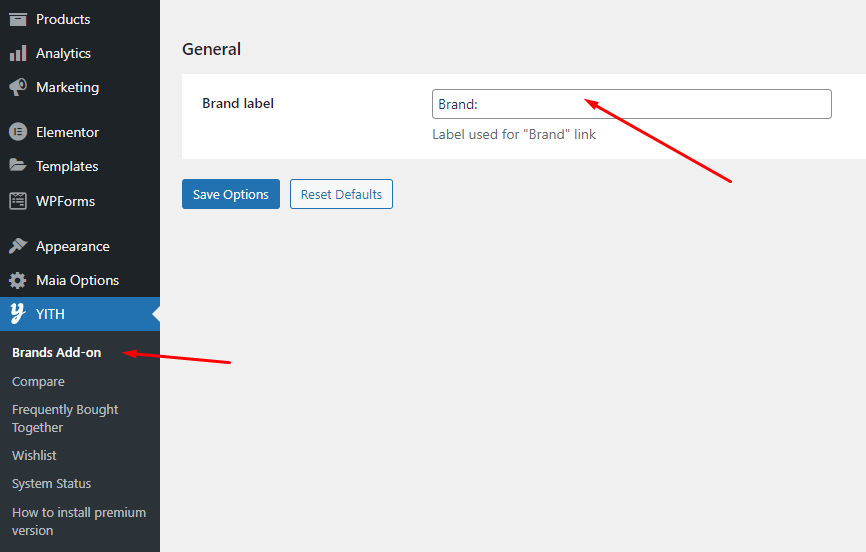 Products
Analytics
Marketing
Elementor
Templates
WPForms
Appearance
Maia Options
YITH
Brands Add-on
Compare
Frequently Bought
Together
Wishlist
System Status
How to install premium
version
General
Brand label
Brand:
Label used for "Brand" link
Save Options
Reset Defaults